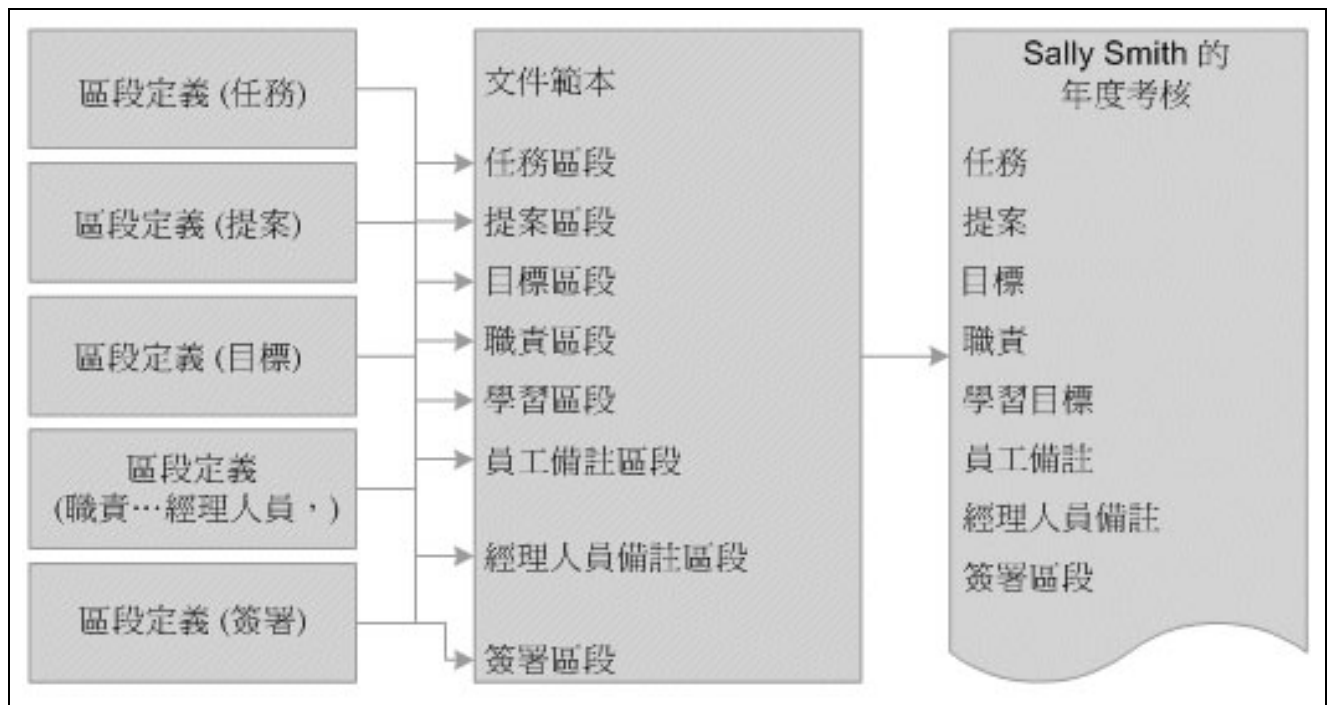 區段定義 (任務)
區段定義 (提案)
區段定義 (目標)
區段定義
(職責…經理人員，)
區段定義 (簽署)
文件範本
任務區段
提案區段
目標區段
職責區段
學習區段
員工備註區段
經理人員備註區段
簽署區段
Sally Smith 的
年度考核
任務
提案
目標
職責
學習目標
員工備註
經理人員備註
簽署區段